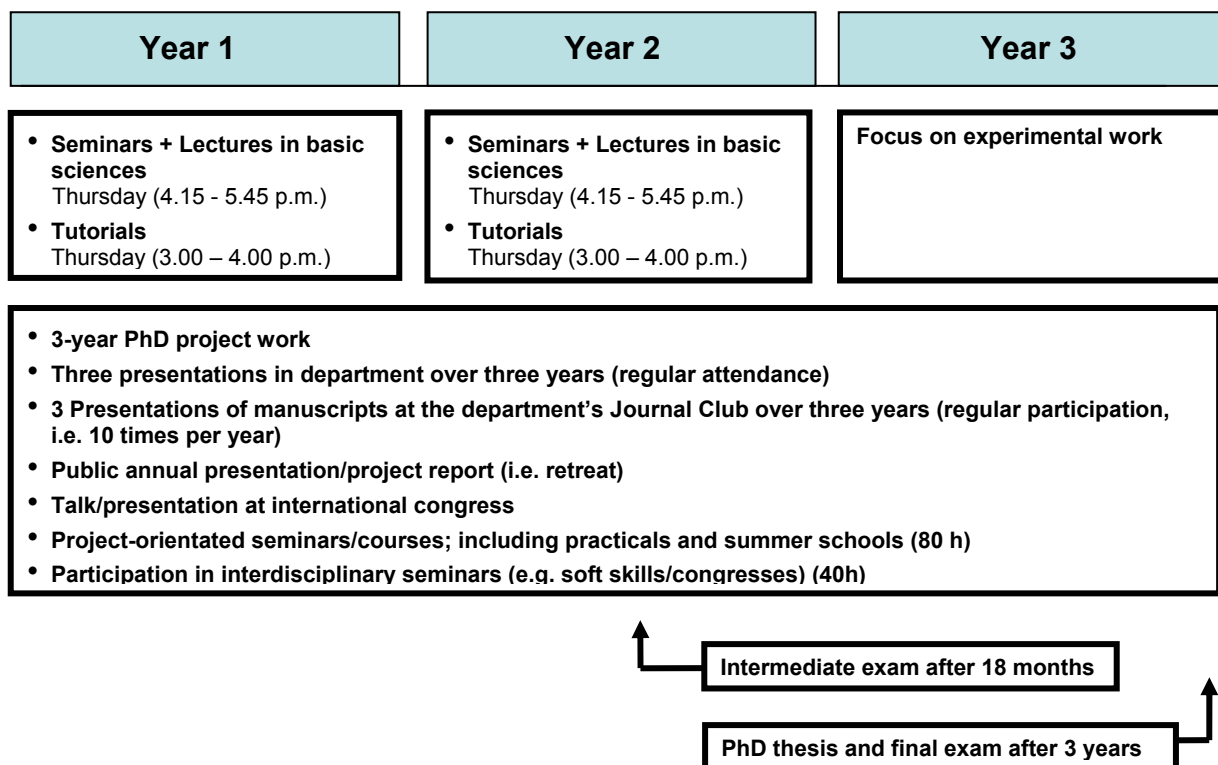 Year 1
Year 2
Year 3
• Seminars + Lectures in basic
sciences
Thursday (4.15 - 5.45 p.m.)
• Tutorials
Thursday (3.00 – 4.00 p.m.)
• Seminars + Lectures in basic
sciences
Thursday (4.15 - 5.45 p.m.)
• Tutorials
Thursday (3.00 – 4.00 p.m.)
Focus on experimental work
• 3-year PhD project work
• Three presentations in department over three years (regular attendance)
• 3 Presentations of manuscripts at the department’s Journal Club over three years (regular participation,
i.e. 10 times per year)
• Public annual presentation/project report (i.e. retreat)
• Talk/presentation at international congress
• Project-orientated seminars/courses; including practicals and summer schools (80 h)
• Participation in interdisciplinary seminars (e.g. soft skills/congresses) (40h)
Intermediate exam after 18 months
PhD thesis and final exam after 3 years